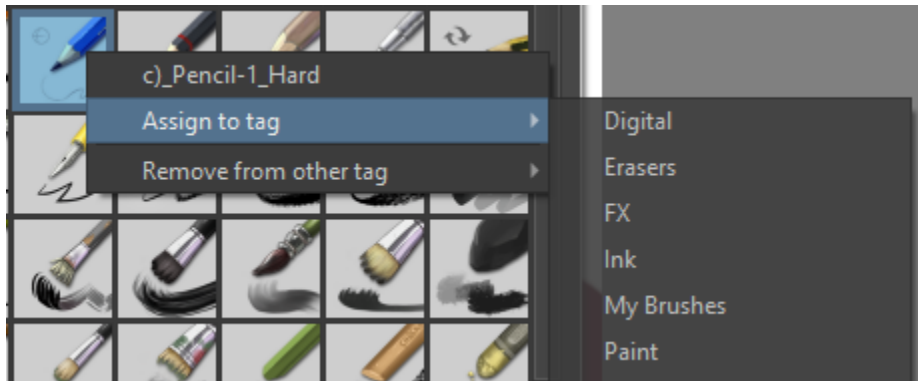 c)_Pencil-1_Hard
Assign to tag
Remove from other tag
Digital
Erasers
FX
Ink
My Brushes
Paint